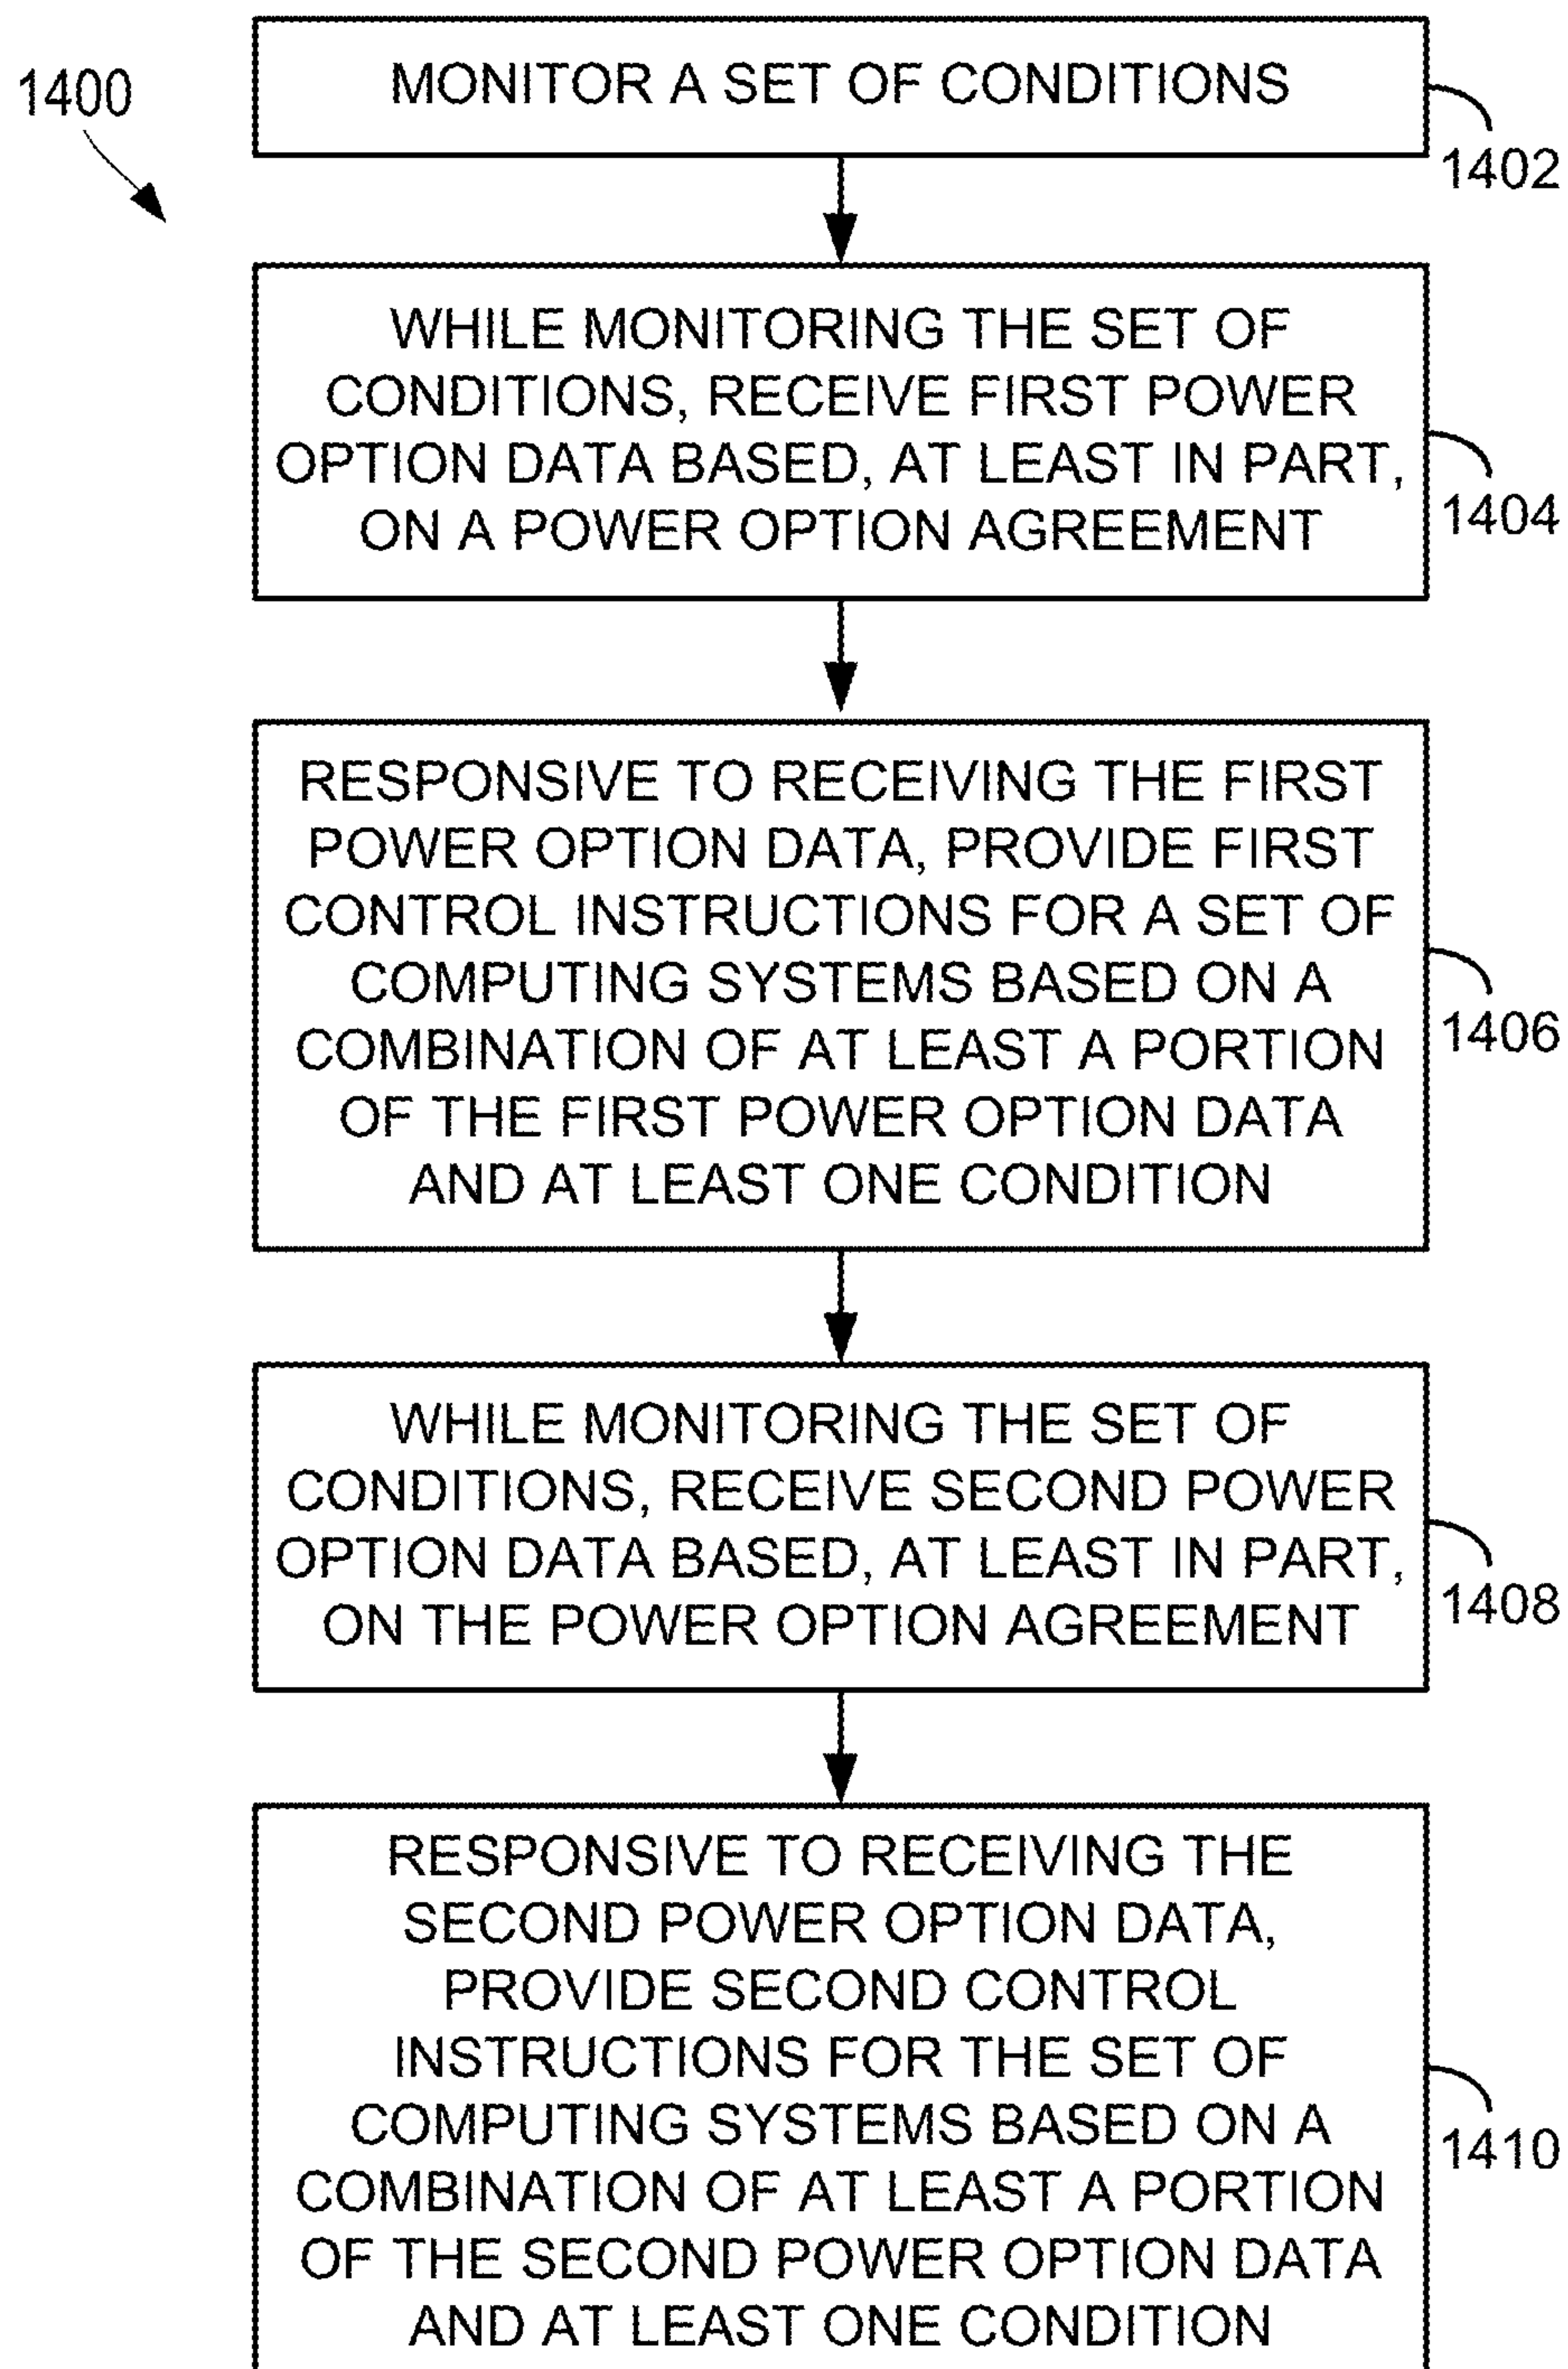 1400
MONITOR A SET OF CONDITIONS
1402
WHILE MONITORING THE SET OF
CONDITIONS, RECEIVE FIRST POWER
OPTION DATA BASED, AT LEAST IN PART,
ON A POWER OPTION AGREEMENT
1404
RESPONSIVE TO RECEIVING THE FIRST
POWER OPTION DATA, PROVIDE FIRST
CONTROL INSTRUCTIONS FOR A SET OF
COMPUTING SYSTEMS BASED ON A
COMBINATION OF AT LEAST A PORTION
OF THE FIRST POWER OPTION DATA
AND AT LEAST ONE CONDITION
1406
WHILE MONITORING THE SET OF
CONDITIONS, RECEIVE SECOND POWER
OPTION DATA BASED, AT LEAST IN PART,
ON THE POWER OPTION AGREEMENT
1408
RESPONSIVE TO RECEIVING THE
SECOND POWER OPTION DATA,
PROVIDE SECOND CONTROL
INSTRUCTIONS FOR THE SET OF
COMPUTING SYSTEMS BASED ON A
COMBINATION OF AT LEAST A PORTION
OF THE SECOND POWER OPTION DATA
AND AT LEAST ONE CONDITION
1410